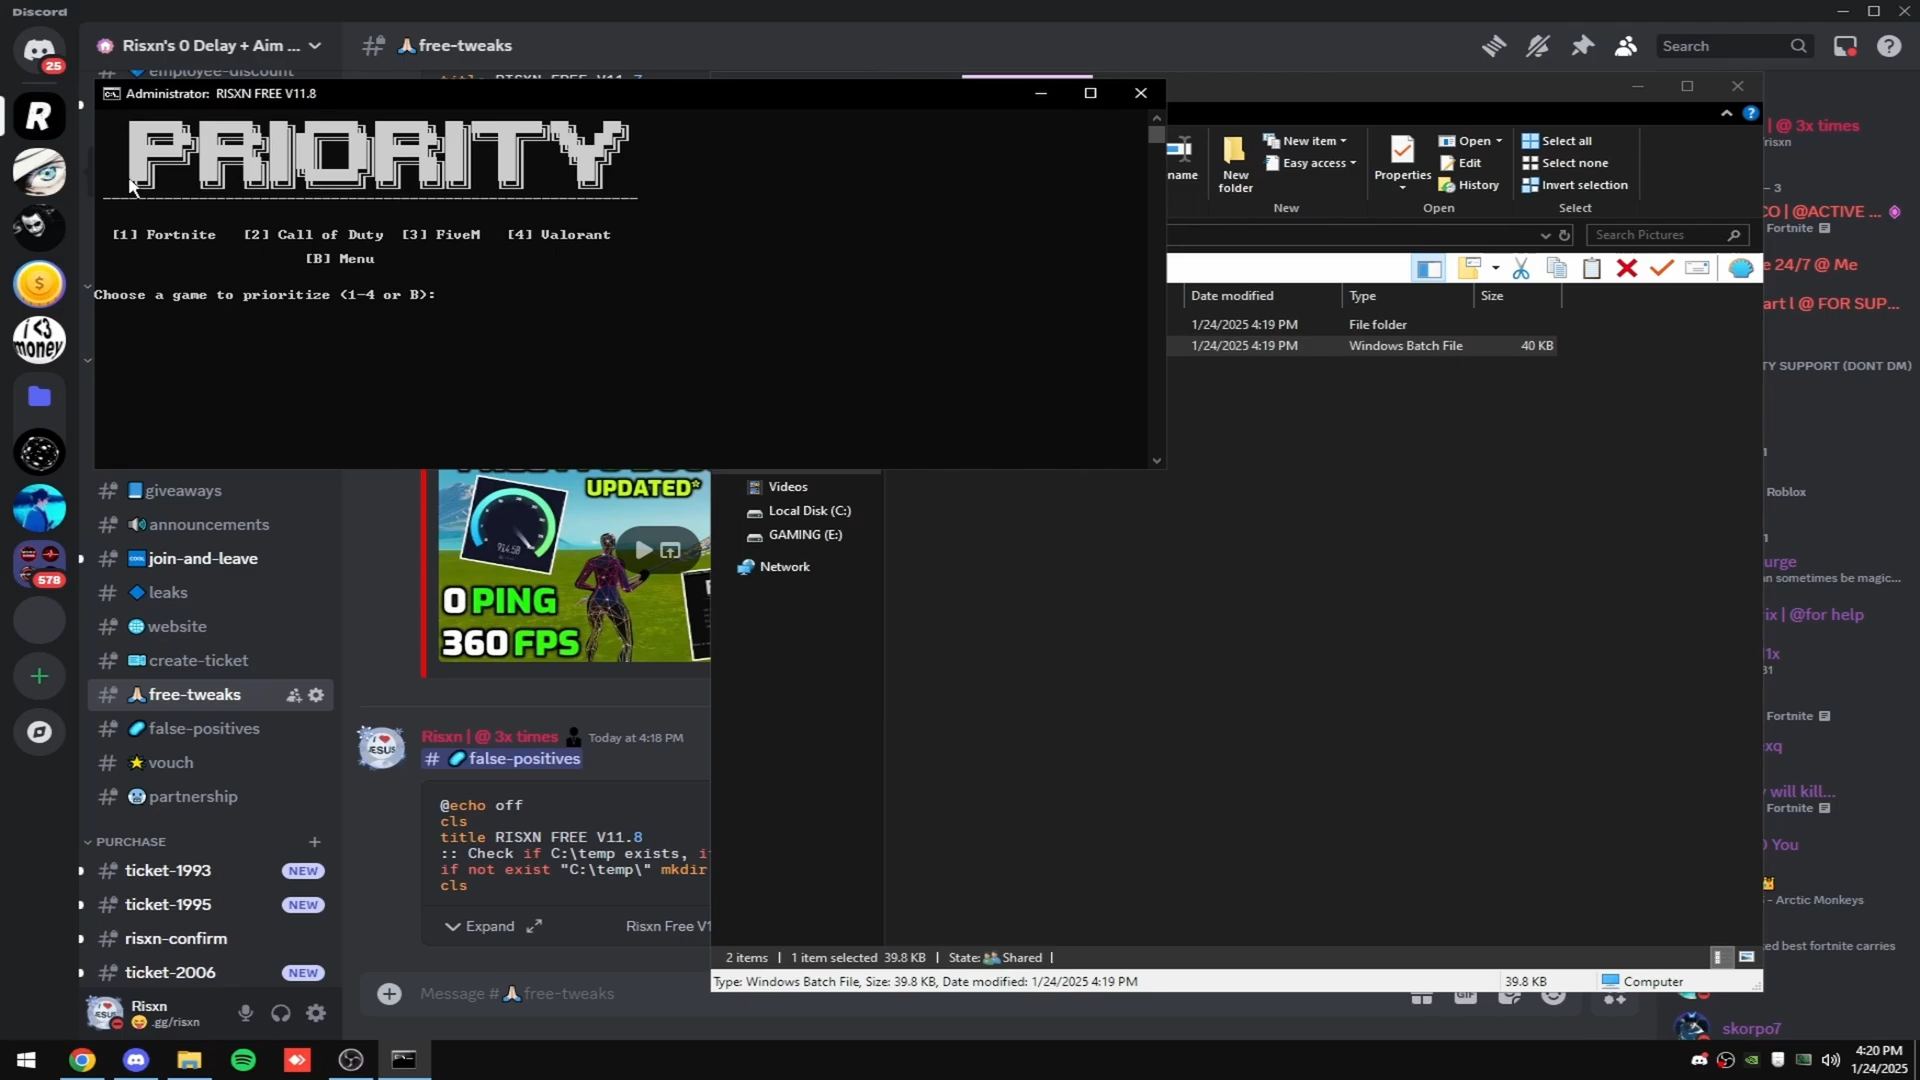 Discord
25
Risxn's 0 Delay + Aim ...
free-tweaks
Search
employee-discount
Administrator:  RISXN FREE V11.8
PRIORITY
[1] Fortnite   [2] Call of Duty  [3] FiveM   [4] Valorant
[B] Menu
Choose a game to prioritize (1-4 or B):
name
New folder
New item
Easy access
New
Properties
Open
Edit
History
Open
Select all
Select none
Invert selection
Select
Search Pictures
Date modified
Type
Size
1/24/2025 4:19 PM
File folder
1/24/2025 4:19 PM
Windows Batch File
40 KB
Videos
Local Disk (C:)
GAMING (E:)
Network
i <3 money
578
giveaways
announcements
join-and-leave
leaks
website
create-ticket
free-tweaks
false-positives
vouch
partnership
PURCHASE
ticket-1993
NEW
ticket-1995
NEW
risxn-confirm
ticket-2006
NEW
Risxn
.gg/risxn
UPDATED*
0 PING
360 FPS
Risxn | @ 3x times
Today at 4:18 PM
# false-positives
@echo off
cls
title RISXN FREE V11.8
:: Check if C:\temp exists, i
if not exist "C:\temp\" mkdir
cls
Expand
Risxn Free V1
Message # free-tweaks
2 items
1 item selected  39.8 KB
State: Shared
Type: Windows Batch File, Size: 39.8 KB, Date modified: 1/24/2025 4:19 PM
39.8 KB
Computer
| @ 3x times
risxn
- 3
CO | @ACTIVE ...
Fortnite
e 24/7 @ Me
art l @ FOR SUP...
TY SUPPORT (DONT DM)
Roblox
urge
an sometimes be magic...
rix | @for help
Fortnite
xq
y will kill...
Fortnite
You
- Arctic Monkeys
ted best fortnite carries
skorpo7
4:20 PM
1/24/2025